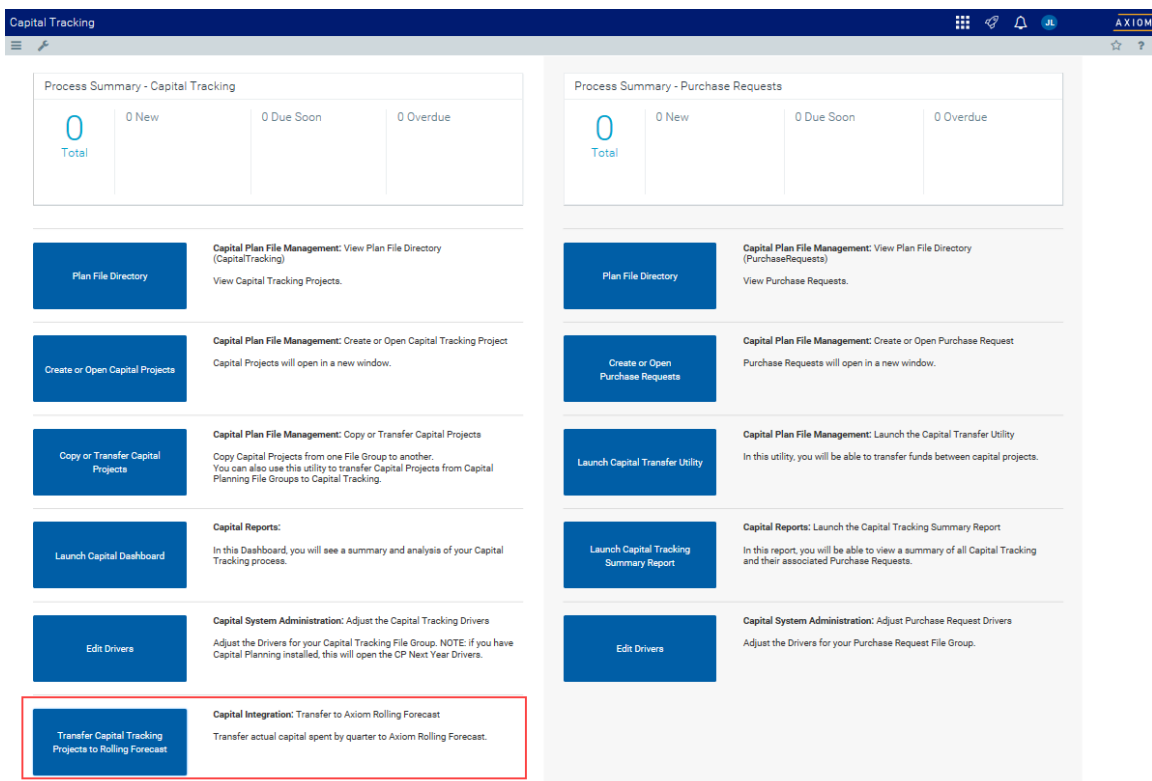 Capital Tracking
JL
AXIOM
?
Process Summary - Capital Tracking
0
Total
0 New
0 Due Soon
0 Overdue
Plan File Directory
Capital Plan File Management: View Plan File Directory
(CapitalTracking)
View Capital Tracking Projects.
Create or Open Capital Projects
Capital Plan File Management: Create or Open Capital Tracking Project
Capital Projects will open in a new window.
Copy or Transfer Capital
Projects
Capital Plan File Management: Copy or Transfer Capital Projects
Copy Capital Projects from one File Group to another.
You can also use this utility to transfer Capital Projects from Capital
Planning File Groups to Capital Tracking.
Launch Capital Dashboard
Capital Reports:
In this Dashboard, you will see a summary and analysis of your Capital
Tracking process.
Edit Drivers
Capital System Administration: Adjust the Capital Tracking Drivers
Adjust the Drivers for your Capital Tracking File Group. NOTE: if you have
Capital Planning installed, this will open the CP Next Year Drivers.
Transfer Capital Tracking
Projects to Rolling Forecast
Capital Integration: Transfer to Axiom Rolling Forecast
Transfer actual capital spent by quarter to Axiom Rolling Forecast.
Process Summary - Purchase Requests
0
Total
0 New
0 Due Soon
0 Overdue
Plan File Directory
Capital Plan File Management: View Plan File Directory
(PurchaseRequests)
View Purchase Requests.
Create or Open
Purchase Requests
Capital Plan File Management: Create or Open Purchase Request
Purchase Requests will open in a new window.
Launch Capital Transfer Utility
Capital Plan File Management: Launch the Capital Transfer Utility
In this utility, you will be able to transfer funds between capital projects.
Launch Capital Tracking
Summary Report
Capital Reports: Launch the Capital Tracking Summary Report
In this report, you will be able to view a summary of all Capital Tracking
and their associated Purchase Requests.
Edit Drivers
Capital System Administration: Adjust Purchase Request Drivers
Adjust the Drivers for your Purchase Request File Group.